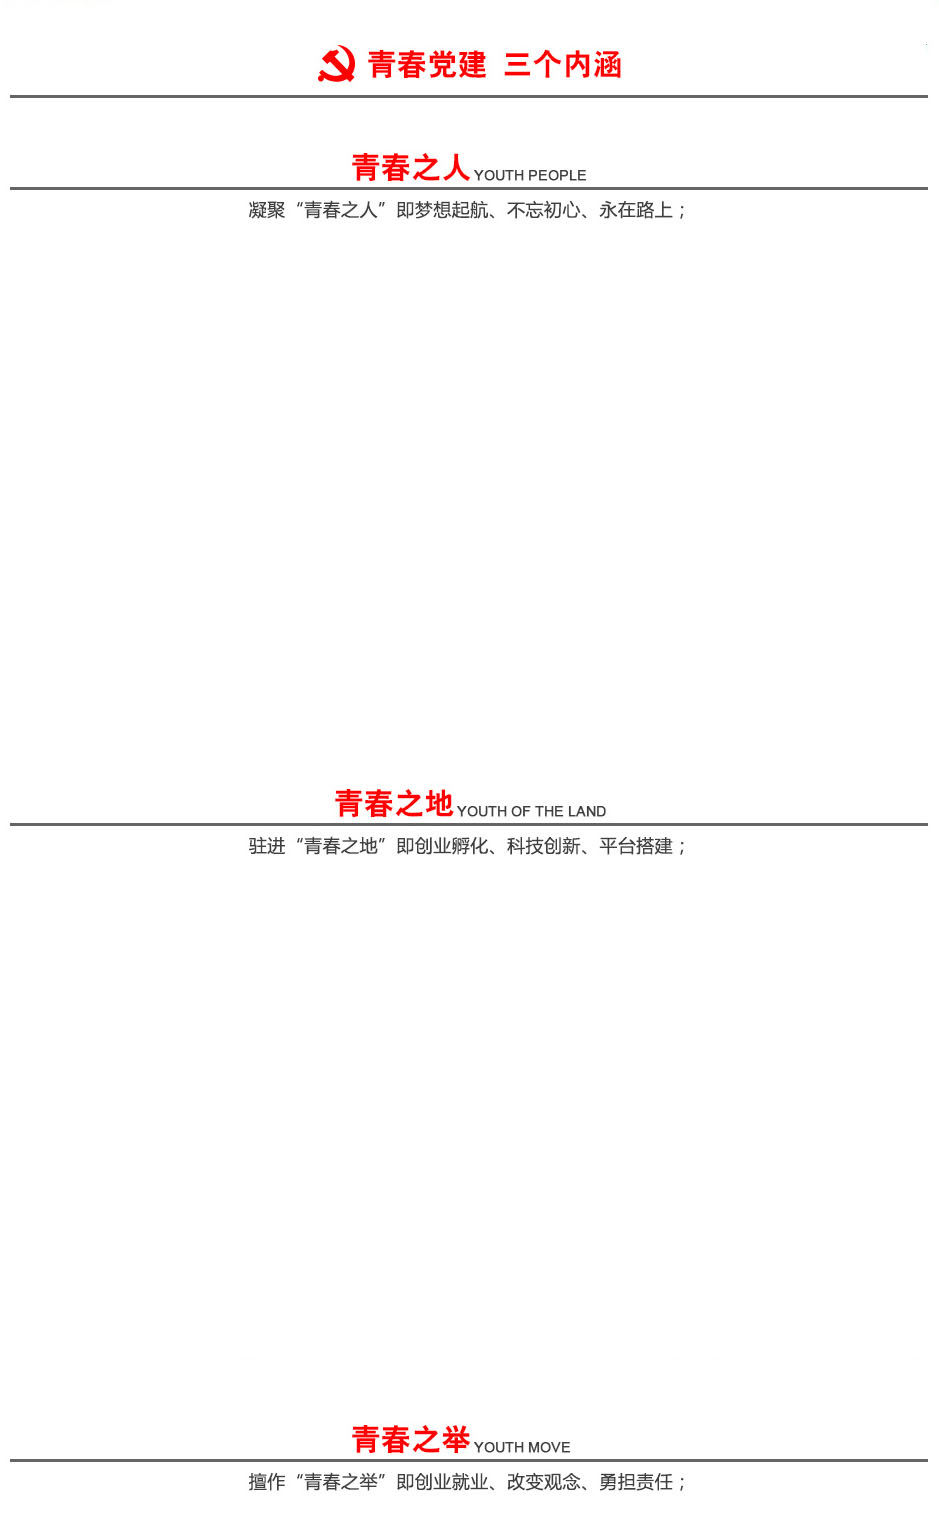 青春党建 三个内涵
青春之人 YOUTH PEOPLE
凝聚“青春之人”即梦想起航、不忘初心、永在路上；
青春之地 YOUTH OF THE LAND
驻进“青春之地”即创业孵化、科技创新、平台搭建；
青春之举 YOUTH MOVE
擅作“青春之举”即创业就业、改变观念、勇担责任；